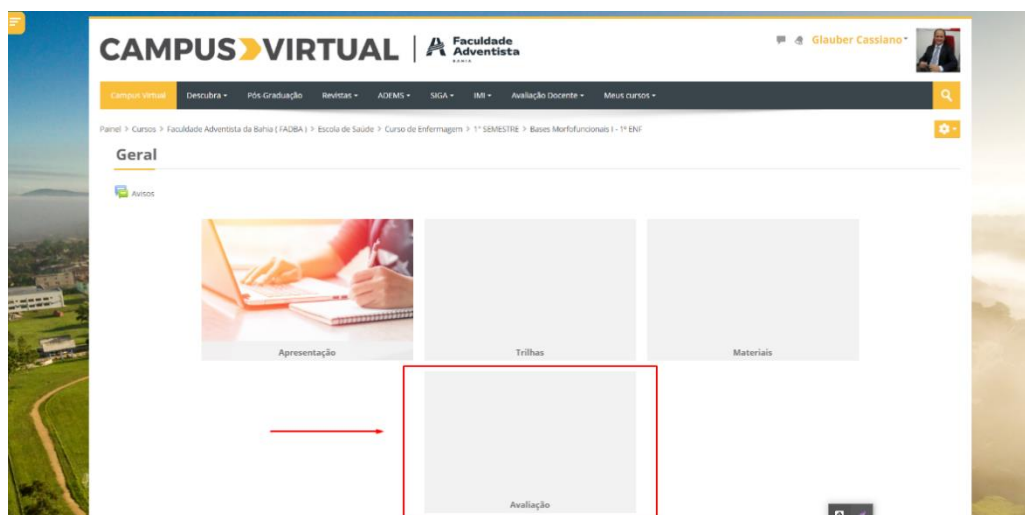 CAMPUS VIRTUAL
Faculdade
Adventista
BAHIA
Glauber Cassiano
Campus Virtual Descubra Pós-Graduação Revistas ADEMS SIGA IMI Avaliação Docente Meus cursos
Painel > Cursos > Faculdade Adventista da Bahia ( FADBA ) > Escola de Saúde > Curso de Enfermagem > 1° SEMESTRE > Bases Morfofuncionais I - 1º ENF
Geral
Avisos
Apresentação Trilhas Materiais
Avaliação